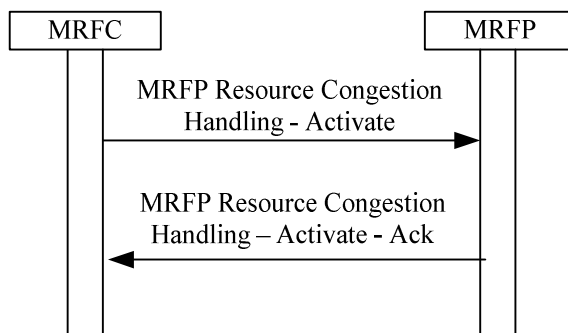 MRFC
MRFP
MRFP Resource Congestion
Handling - Activate
MRFP Resource Congestion
Handling – Activate - Ack